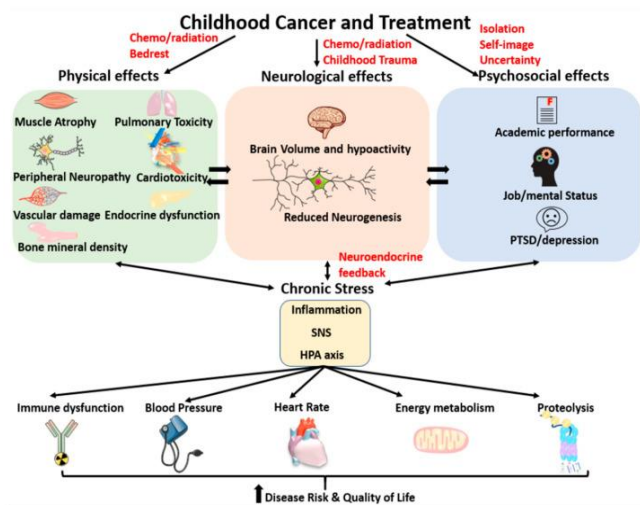 Childhood Cancer and Treatment
Chemo/radiation
Bedrest
Chemo/radiation
Childhood Trauma
Isolation
Self-image
Uncertainty
Physical effects
Neurological effects
Psychosocial effects
Muscle Atrophy
Pulmonary Toxicity
Peripheral Neuropathy
Cardiotoxicity
Vascular damage
Endocrine dysfunction
Bone mineral density
Brain Volume and hypoactivity
Reduced Neurogenesis
F
Academic performance
Job/mental Status
PTSD/depression
Neuroendocrine
feedback
Chronic Stress
Inflammation
SNS
HPA axis
Immune dysfunction
Blood Pressure
Heart Rate
Energy metabolism
Proteolysis
Disease Risk & Quality of Life